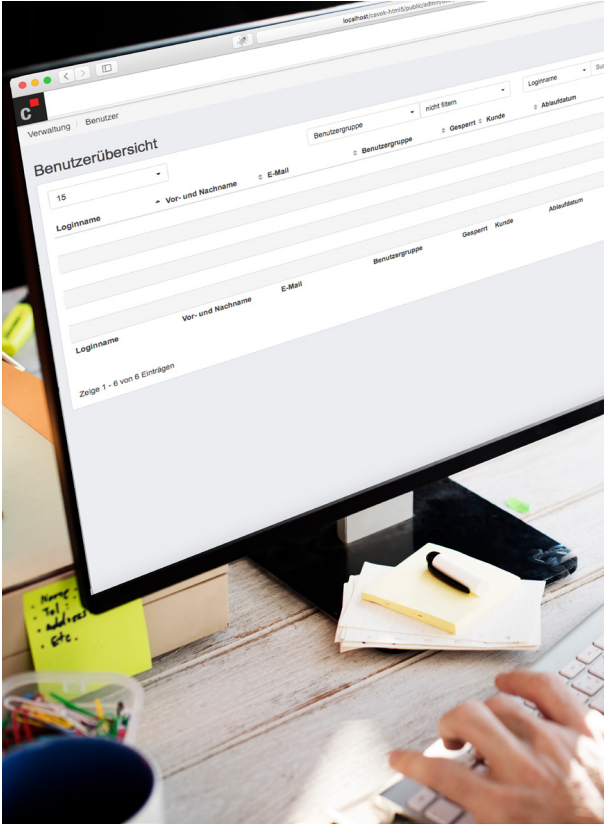 localhost/cavok-html5/public/admin/
c
Verwaltung / Benutzer
Benutzerübersicht
Benutzergruppe nicht filtern Loginname
15
Loginname Vor- und Nachname E-Mail Benutzergruppe Gesperrt Kunde Ablaufdatum
Loginname Vor- und Nachname E-Mail Benutzergruppe Gesperrt Kunde Ablaufdatum
Zeige 1 - 6 von 6 Einträgen
· Name -
· Tel :
· Address
· Etc.